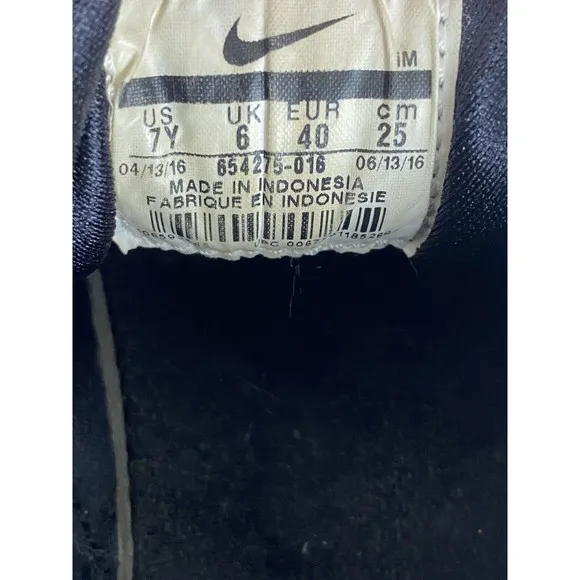 IM
US UK EUR cm
7Y 6 40 25
04/13/16 654275-016 06/13/16
MADE IN INDONESIA
FABRIQUE EN INDONESIE